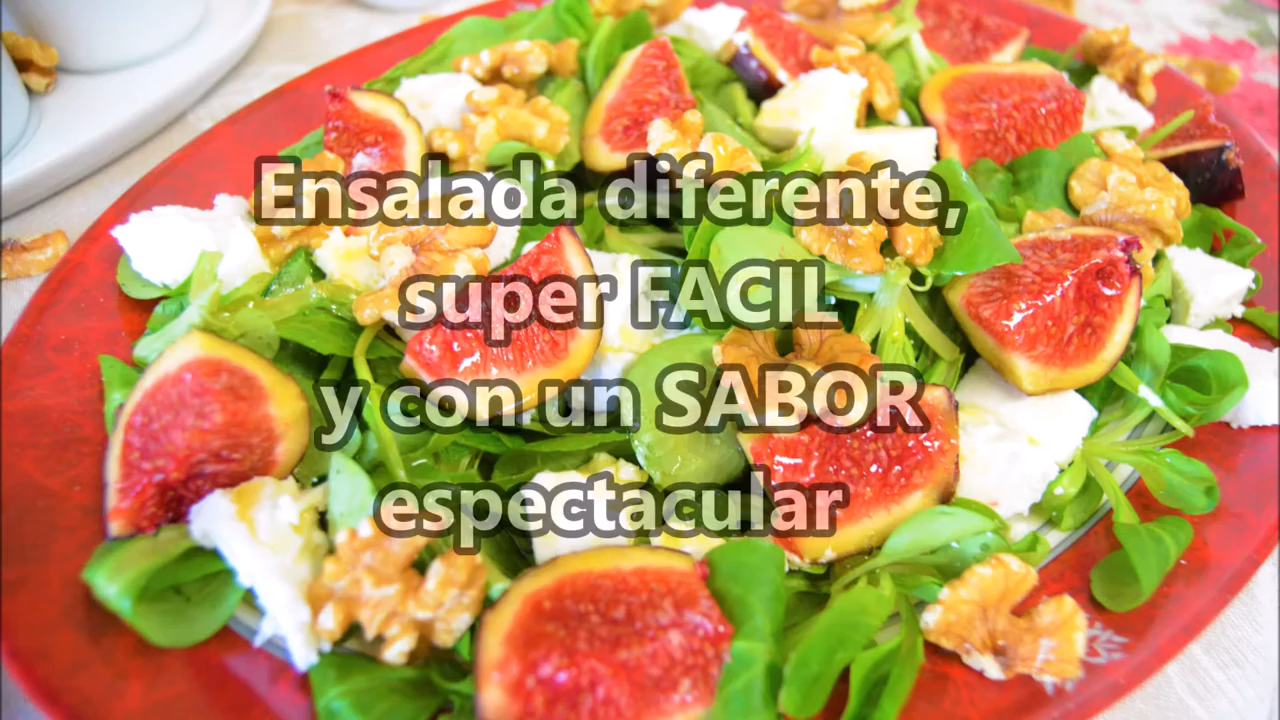 Ensalada diferente,
super FACIL
y con un SABOR
espectacular